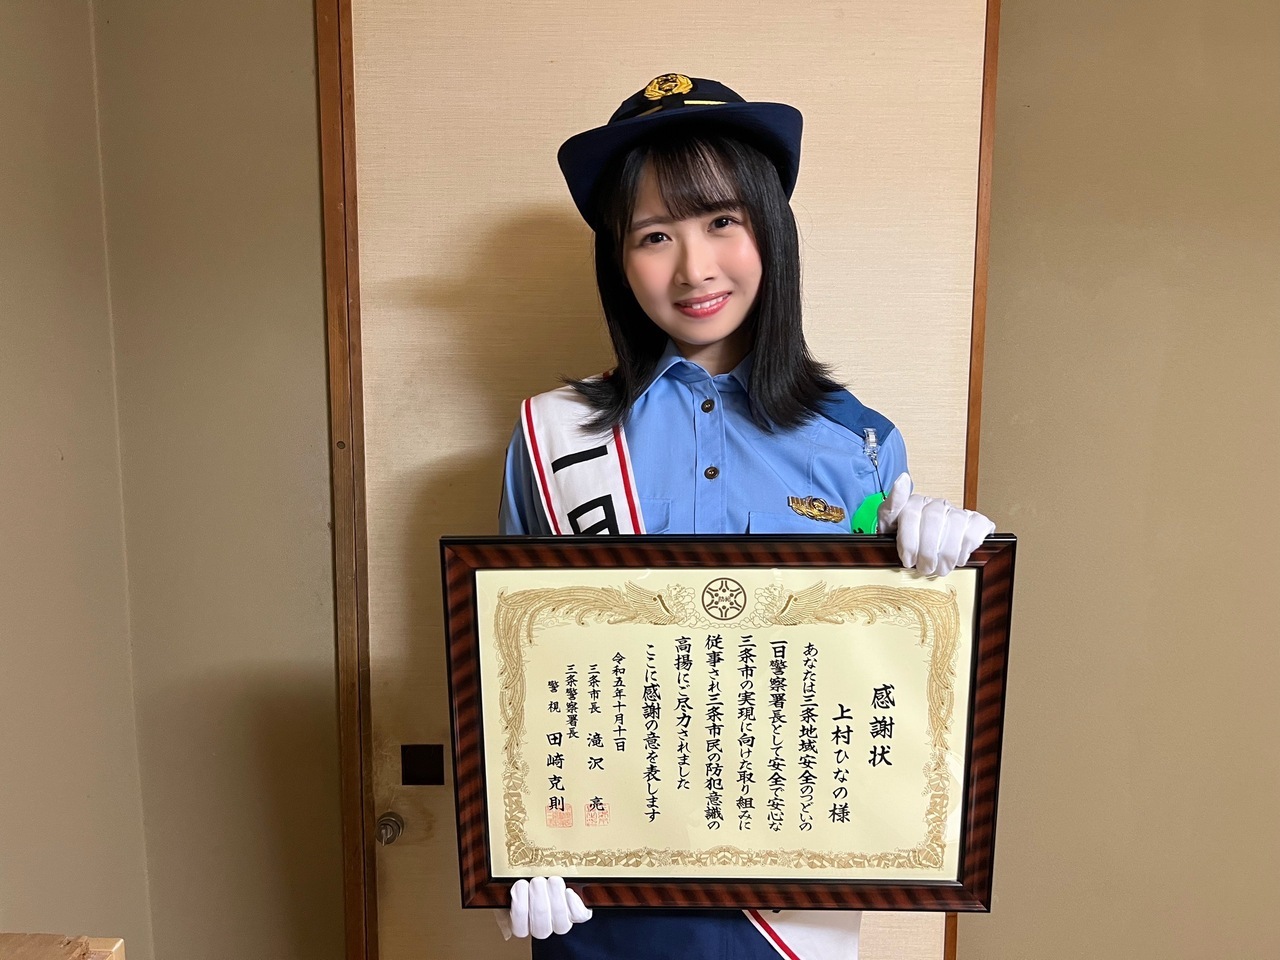 一日
感謝状
上村ひなの様
あなたは三条地域安全のつどいの
一日警察署長として安全で安心な
三条市の実現に向けた取り組みに
従事され三条市民の防犯意識の
高揚にご尽力されました
ここに感謝の意を表します
令和五年十月十一日
三条市長 滝沢 亮
三条警察署長
警視 田崎克則